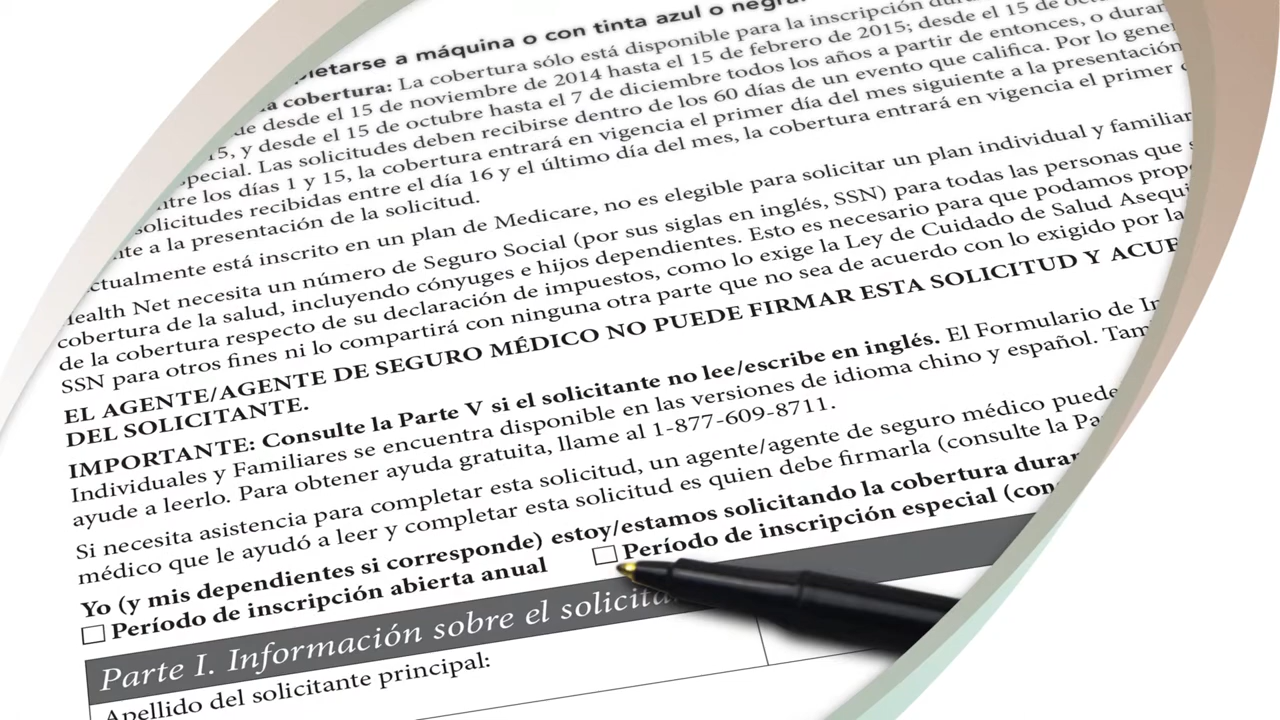 completarse a máquina o con tinta azul o negra.
la cobertura: La cobertura sólo está disponible para la inscripción
de desde el 15 de noviembre de 2014 hasta el 15 de febrero de 2015; desde el 15 de
15, y desde el 15 de octubre hasta el 7 de diciembre todos los años a partir de entonces, o
special. Las solicitudes deben recibirse dentro de los 60 días de un evento que califica. Por lo
entre los días 1 y 15, la cobertura entrará en vigencia el primer día del mes siguiente a la presentación
solicitudes recibidas entre el día 16 y el último día del mes, la cobertura entrará en vigencia el primer
a la presentación de la solicitud.
actualmente está inscrito en un plan de Medicare, no es elegible para solicitar un plan individual y familiar
Health Net necesita un número de Seguro Social (por sus siglas en inglés, SSN) para todas las personas que
cobertura de la salud, incluyendo cónyuges e hijos dependientes. Esto es necesario para que podamos
de la cobertura respecto de su declaración de impuestos, como lo exige la Ley de Cuidado de Salud
SSN para otros fines ni lo compartirá con ninguna otra parte que no sea de acuerdo con lo exigido por la
EL AGENTE/AGENTE DE SEGURO MÉDICO NO PUEDE FIRMAR ESTA SOLICITUD Y
DEL SOLICITANTE.
IMPORTANTE: Consulte la Parte V si el solicitante no lee/escribe en inglés. El Formulario de
Individuales y Familiares se encuentra disponible en las versiones de idioma chino y español.
ayude a leerlo. Para obtener ayuda gratuita, llame al 1-877-609-8711.
Si necesita asistencia para completar esta solicitud, un agente/agente de seguro médico puede
médico que le ayudó a leer y completar esta solicitud es quien debe firmarla (consulte la
Yo (y mis dependientes si corresponde) estoy/estamos solicitando la cobertura
Período de inscripción abierta anual Período de inscripción especial
Parte I. Información sobre el
Apellido del solicitante principal: